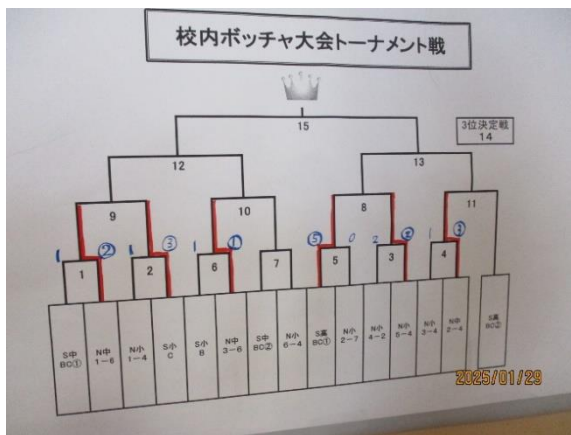 校内ボッチャ大会トーナメント戦
15
3位決定戦
14
12
13
9
10
8
11
1 ② 1 ③ 1 ① ⑤ 0 2 ② 1 ③
1
2
6
7
5
3
4
S中
BC①
N中
1-6
N小
1-4
S小
C
S小
B
N中
3-6
S中
BC②
N小
6-4
S高
BC①
N小
2-7
N小
4-2
N小
5-4
N小
3-4
N中
2-4
S高
BC②
2025/01/29